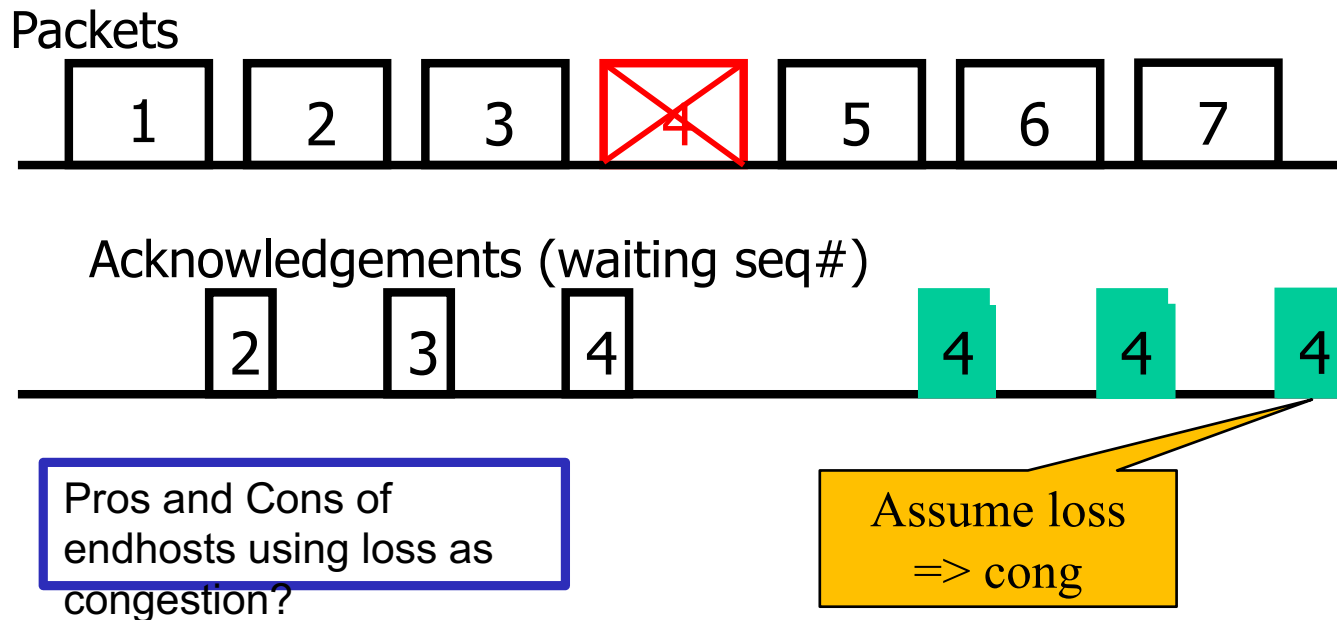 Packets
1 2 3 4 5 6 7
Acknowledgements (waiting seq#)
2 3 4 4 4 4
Pros and Cons of
endhosts using loss as
congestion?
Assume loss
=> cong